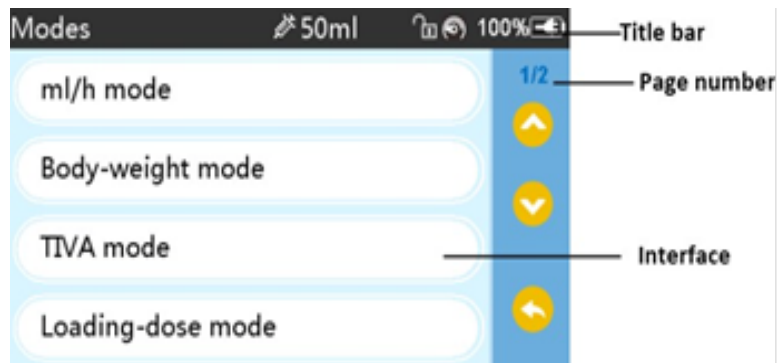 Modes 50ml 100% Title bar
1/2 Page number
ml/h mode
Body-weight mode
TIVA mode
Interface
Loading-dose mode